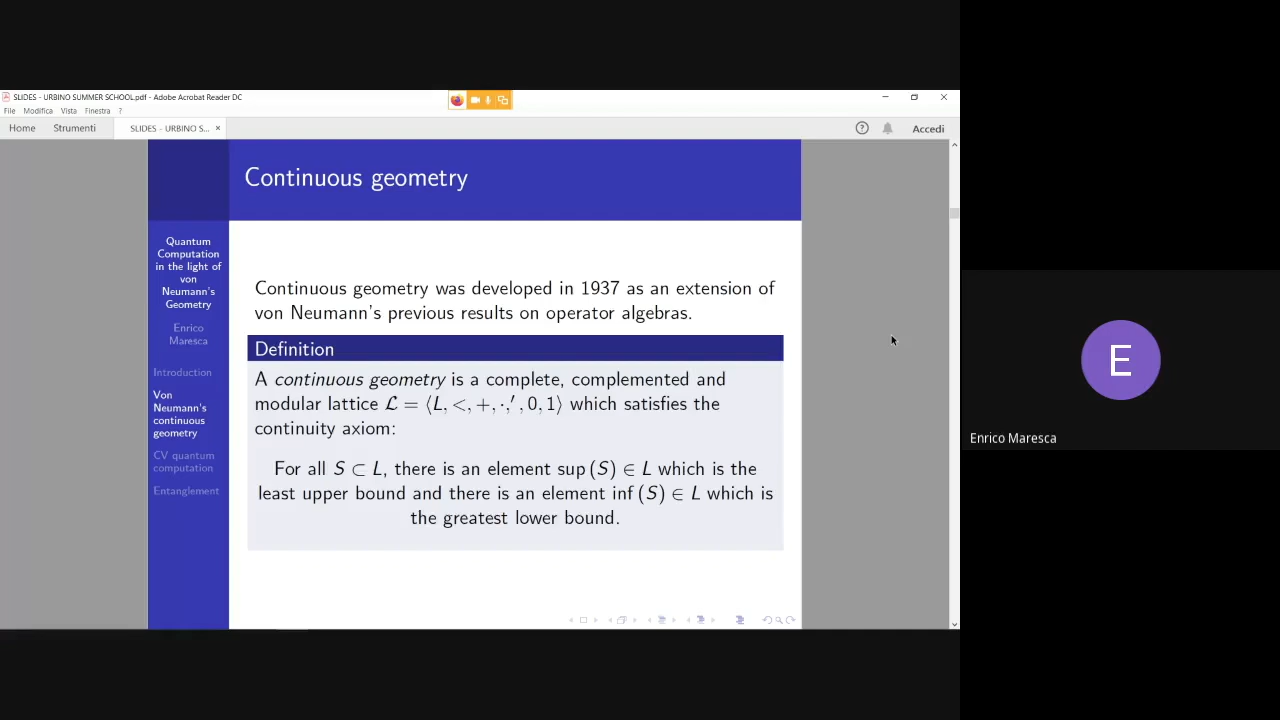 SLIDES - URBINO SUMMER SCHOOL.pdf - Adobe Acrobat Reader DC
File Modifica Vista Finestra ?
Home Strumenti SLIDES - URBINO S... × Accedi
Continuous geometry
Quantum
Computation
in the light of
von
Neumann's
Geometry
Enrico
Maresca
Introduction
Von
Neumann's
continuous
geometry
CV quantum
computation
Entanglement
Continuous geometry was developed in 1937 as an extension of
von Neumann's previous results on operator algebras.
Definition
A continuous geometry is a complete, complemented and
modular lattice ℒ = ⟨L, <, +, ·,′ , 0, 1⟩ which satisfies the
continuity axiom:
For all S ⊂ L, there is an element sup (S) ∈ L which is the
least upper bound and there is an element inf (S) ∈ L which is
the greatest lower bound.
E
Enrico Maresca